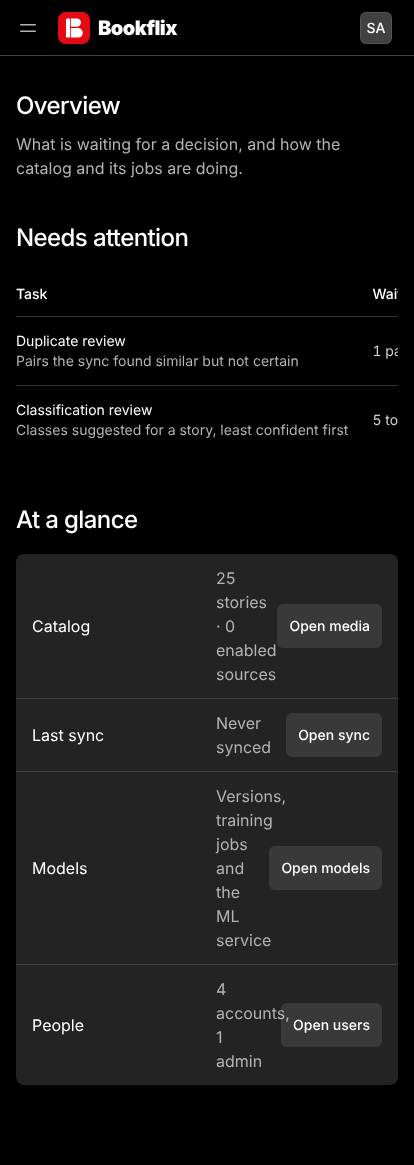 Bookflix
SA
Overview
What is waiting for a decision, and how the
catalog and its jobs are doing.
Needs attention
Task
Duplicate review
Pairs the sync found similar but not certain
1
Classification review
Classes suggested for a story, least confident first
5
At a glance
Catalog
25
stories
· 0
enabled
sources
Open media
Last sync
Never
synced
Open sync
Models
Versions,
training
jobs
and
the
ML
service
Open models
People
4
accounts,
1
admin
Open users